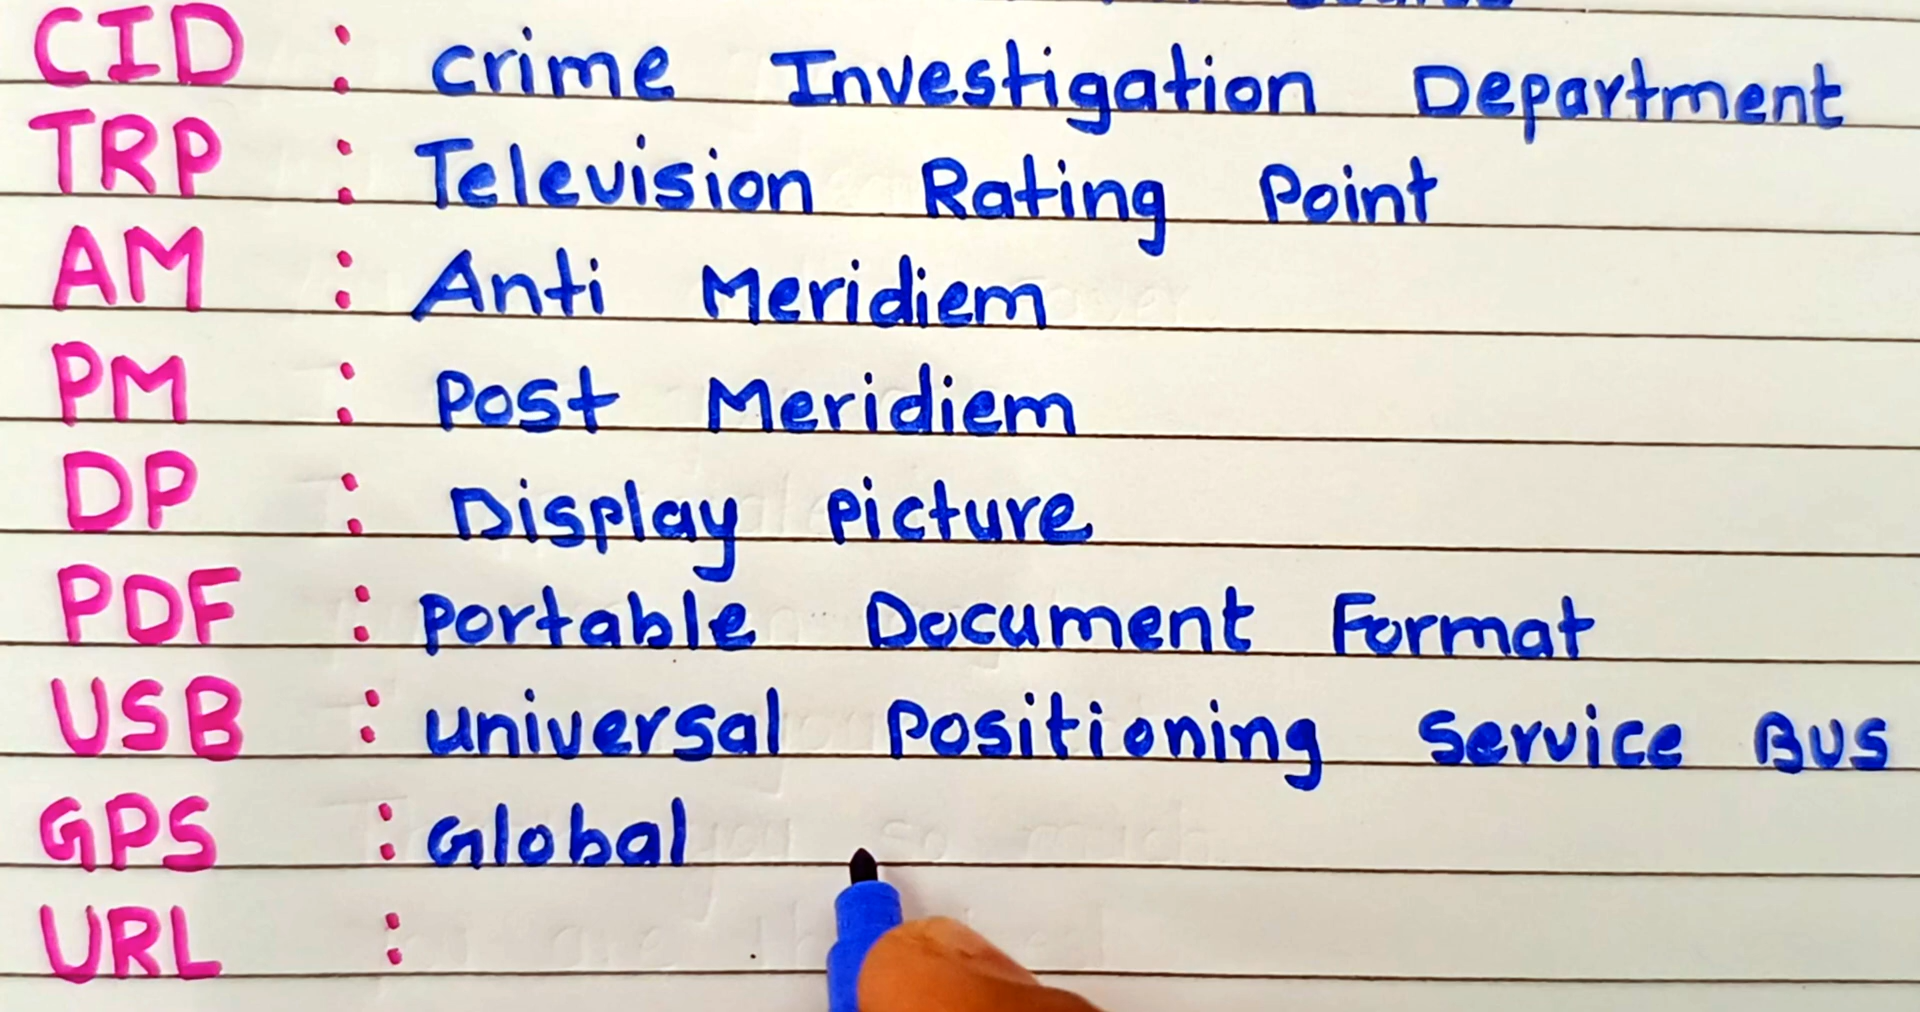 CID : Crime Investigation Department
TRP : Television Rating Point
AM : Anti Meridiem
PM : Post Meridiem
DP : Display Picture
PDF : Portable Document Format
USB : Universal Positioning Service Bus
GPS : Global
URL :